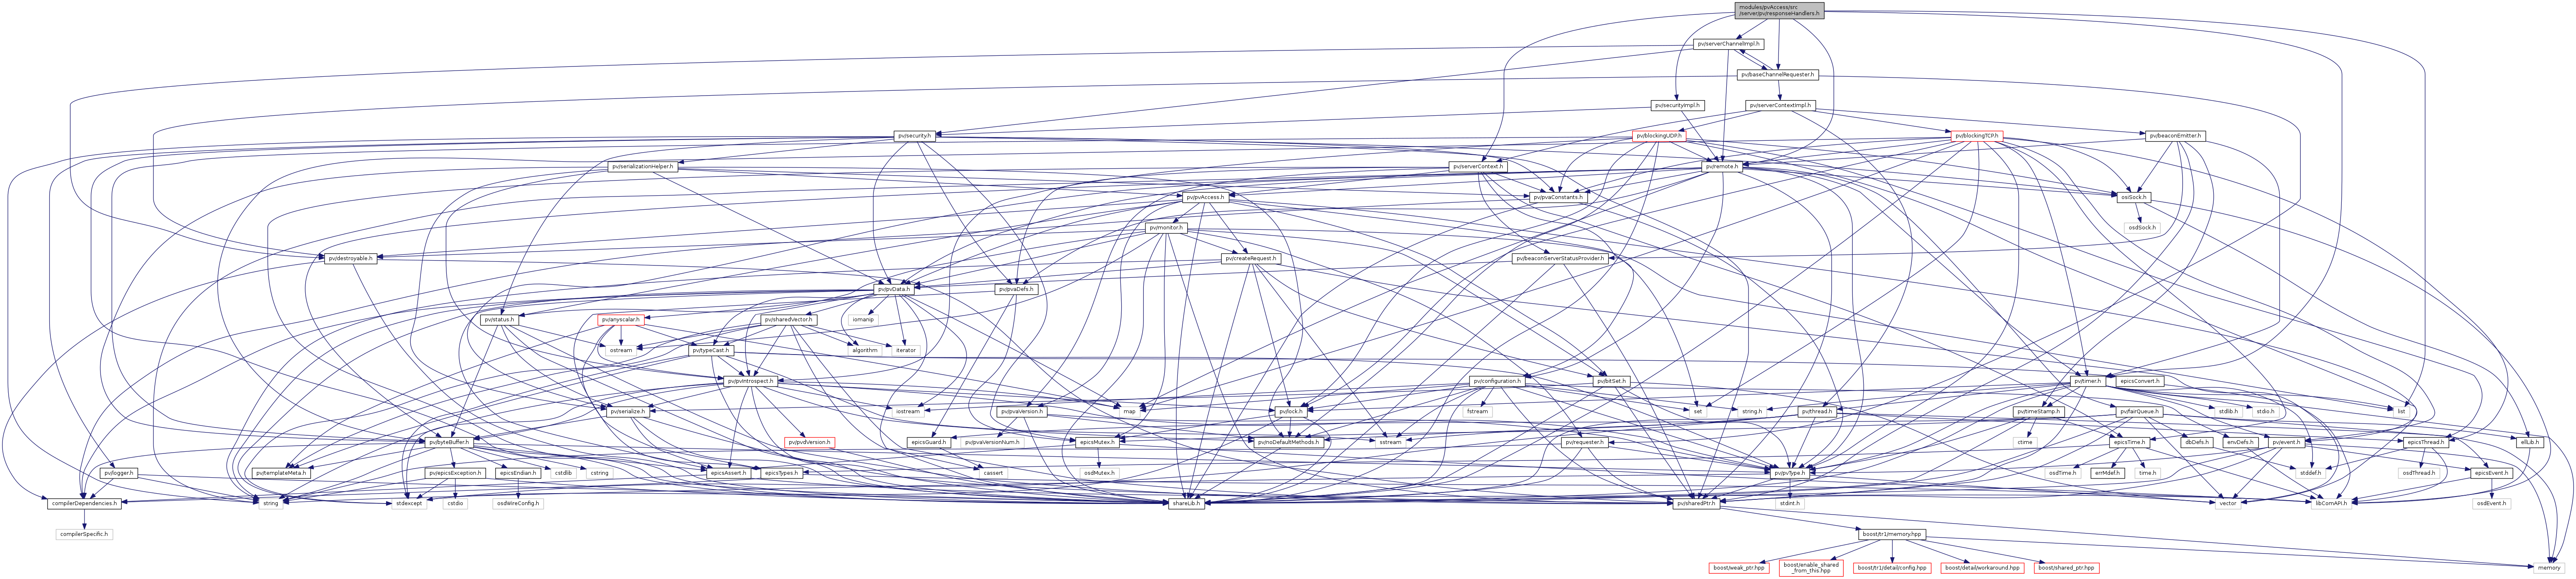 modules/pvAccess/src
/server/pv/responseHandlers.h
pv/serverChannelImpl.h
pv/baseChannelRequester.h
pv/securityImpl.h
pv/serverContextImpl.h
pv/security.h
pv/blockingUDP.h
pv/blockingTCP.h
pv/beaconEmitter.h
pv/serializationHelper.h
pv/serverContext.h
pv/remote.h
pv/pvAccess.h
pv/pvaConstants.h
osiSock.h
pv/monitor.h
osdSock.h
pv/destroyable.h
pv/createRequest.h
pv/beaconServerStatusProvider.h
pv/pvData.h
pv/pvaDefs.h
pv/status.h
pv/anyscalar.h
pv/sharedVector.h
iomanip
ostream
pv/typeCast.h
algorithm
iterator
pv/pvIntrospect.h
pv/configuration.h
pv/bitSet.h
pv/timer.h
epicsConvert.h
pv/serialize.h
iostream
pv/pvaVersion.h
map
fstream
pv/lock.h
set
string.h
pv/thread.h
pv/timeStamp.h
pv/fairQueue.h
stdlib.h
stdio.h
list
pv/byteBuffer.h
pv/pvdVersion.h
epicsGuard.h
pv/pvaVersionNum.h
epicsMutex.h
pv/noDefaultMethods.h
sstream
pv/requester.h
ctime
epicsTime.h
dbDefs.h
envDefs.h
pv/event.h
epicsThread.h
ellLib.h
pv/logger.h
pv/templateMeta.h
pv/epicsException.h
epicsEndian.h
cstdlib
cstring
epicsAssert.h
epicsTypes.h
cassert
osdMutex.h
pv/pvType.h
osdTime.h
errMdef.h
time.h
stddef.h
osdThread.h
epicsEvent.h
compilerDependencies.h
string
stdexcept
cstdio
osdWireConfig.h
shareLib.h
pv/sharedPtr.h
stdint.h
vector
libComAPI.h
osdEvent.h
compilerSpecific.h
boost/tr1/memory.hpp
boost/weak_ptr.hpp
boost/enable_shared
_from_this.hpp
boost/tr1/detail/config.hpp
boost/detail/workaround.hpp
boost/shared_ptr.hpp
memory